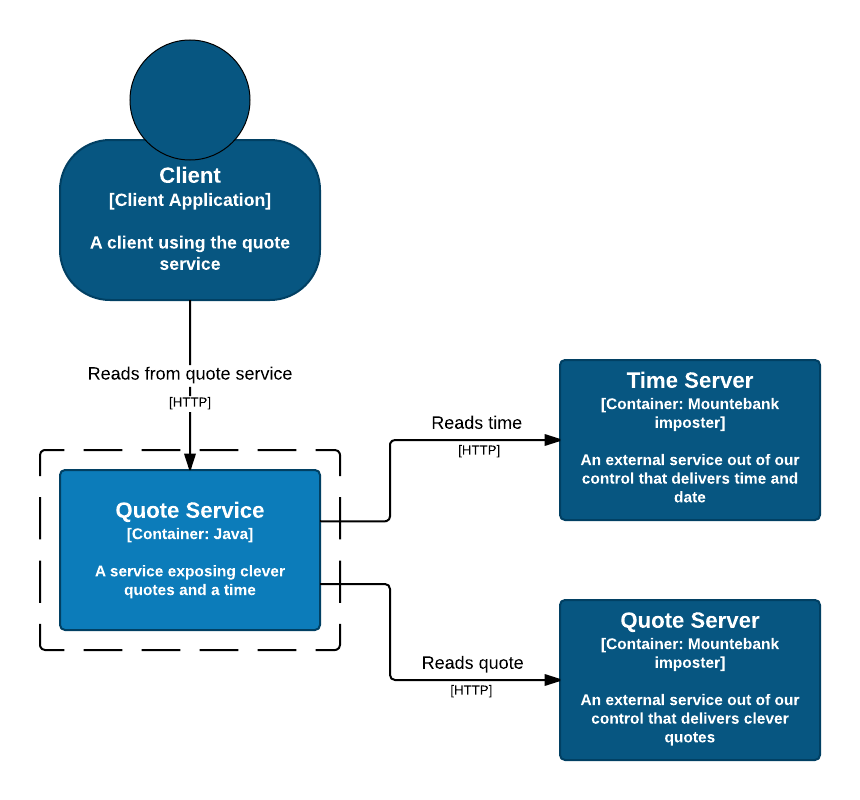 Client
[Client Application]
A client using the quote
service
Reads from quote service
[HTTP]
Quote Service
[Container: Java]
A service exposing clever
quotes and a time
Reads time
[HTTP]
Time Server
[Container: Mountebank
imposter]
An external service out of our
control that delivers time and
date
Reads quote
[HTTP]
Quote Server
[Container: Mountebank
imposter]
An external service out of our
control that delivers clever
quotes